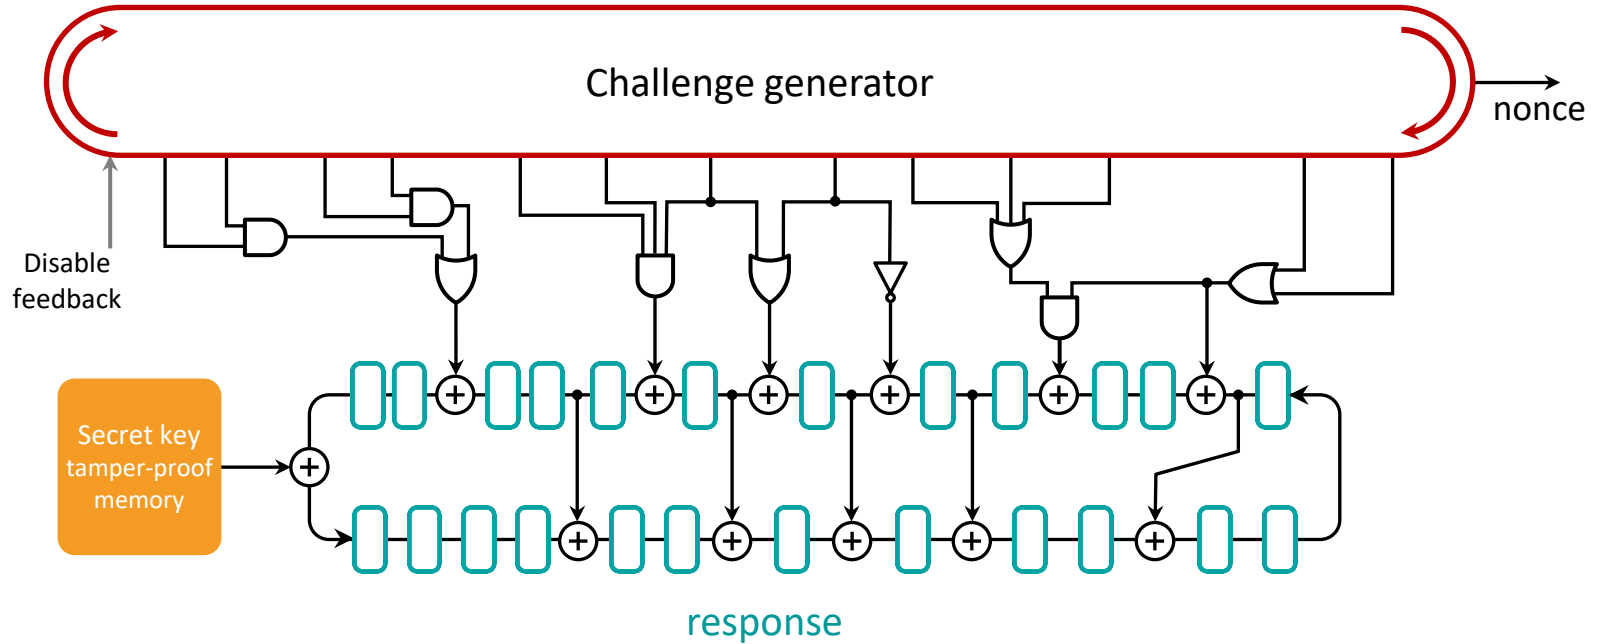 Challenge generator
nonce
Disable
feedback
Secret key
tamper-proof
memory
response